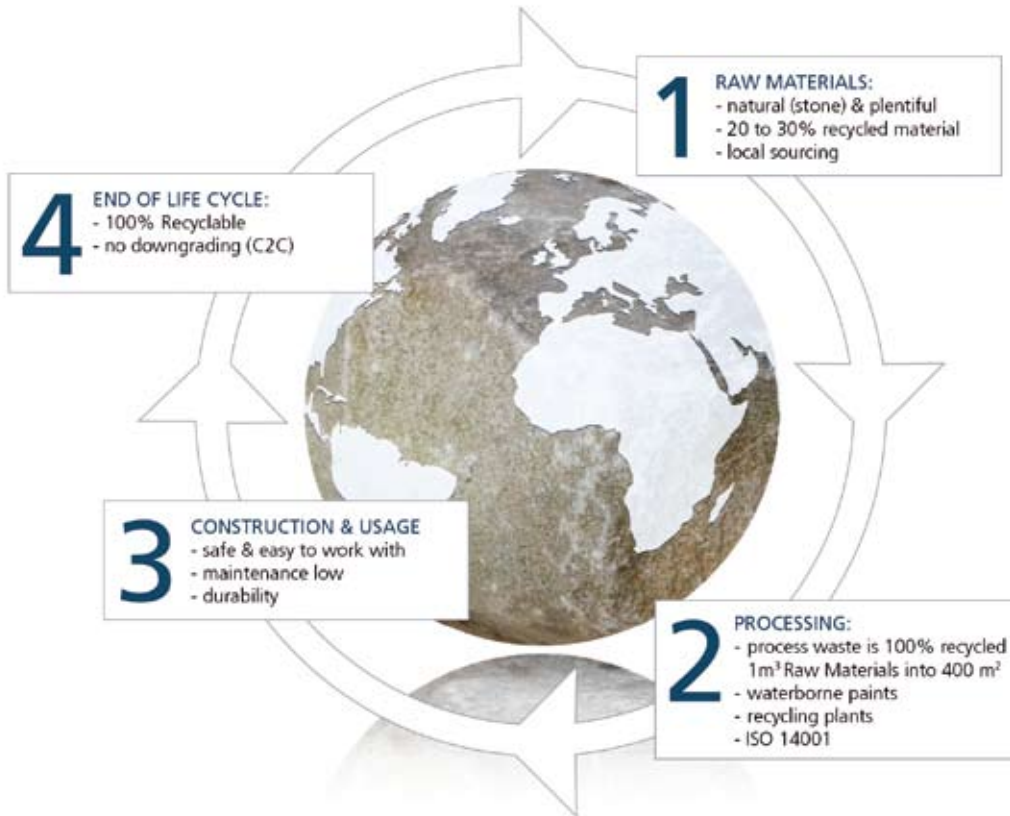 1
RAW MATERIALS:
- natural (stone) & plentiful
- 20 to 30% recycled material
- local sourcing
2
PROCESSING:
- process waste is 100% recycled
1m³ Raw Materials into 400 m²
- waterborne paints
- recycling plants
- ISO 14001
3
CONSTRUCTION & USAGE
- safe & easy to work with
- maintenance low
- durability
4
END OF LIFE CYCLE:
- 100% Recyclable
- no downgrading (C2C)